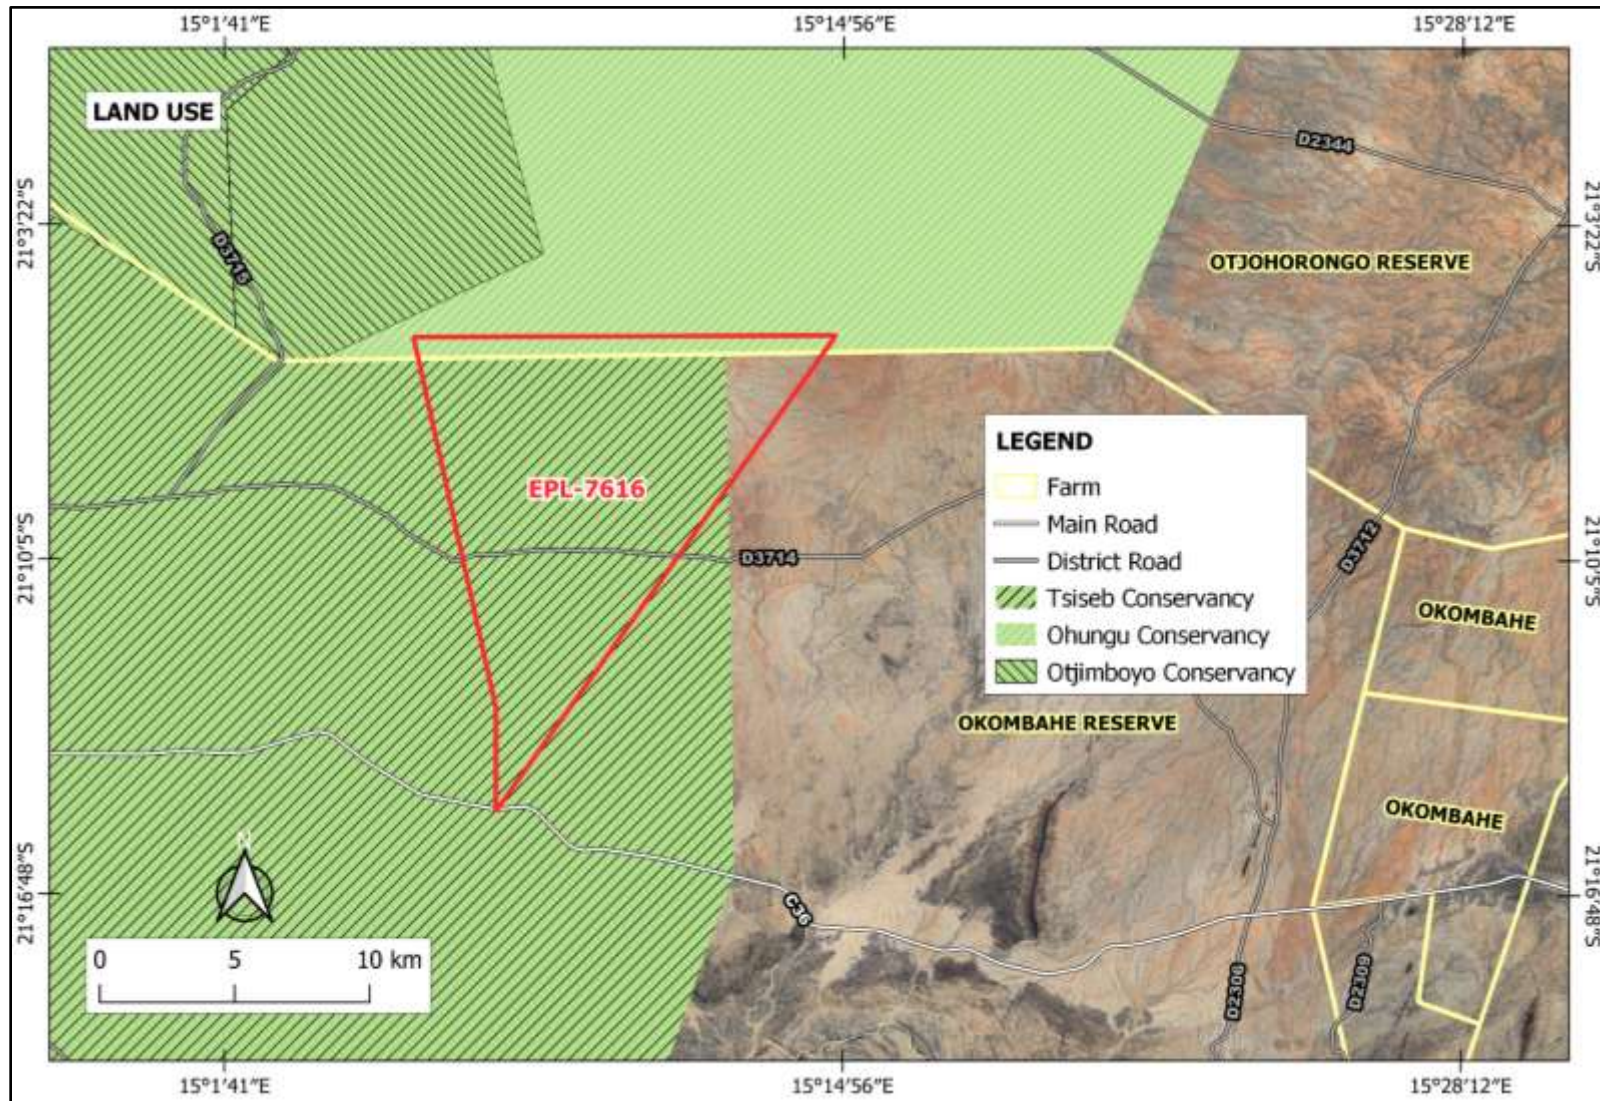 15°1'41"E
15°14'56"E
15°28'12"E
LAND USE
D2344
21°3'22"S
21°3'22"S
D3715
OTJOHORONGO RESERVE
LEGEND
Farm
Main Road
District Road
Tsiseb Conservancy
Ohungu Conservancy
Otjimboyo Conservancy
EPL-7616
D3714
D3712
21°10'5"S
21°10'5"S
OKOMBAHE
OKOMBAHE RESERVE
OKOMBAHE
N
21°16'48"S
21°16'48"S
C36
D2306
D2309
0 5 10 km
15°1'41"E
15°14'56"E
15°28'12"E